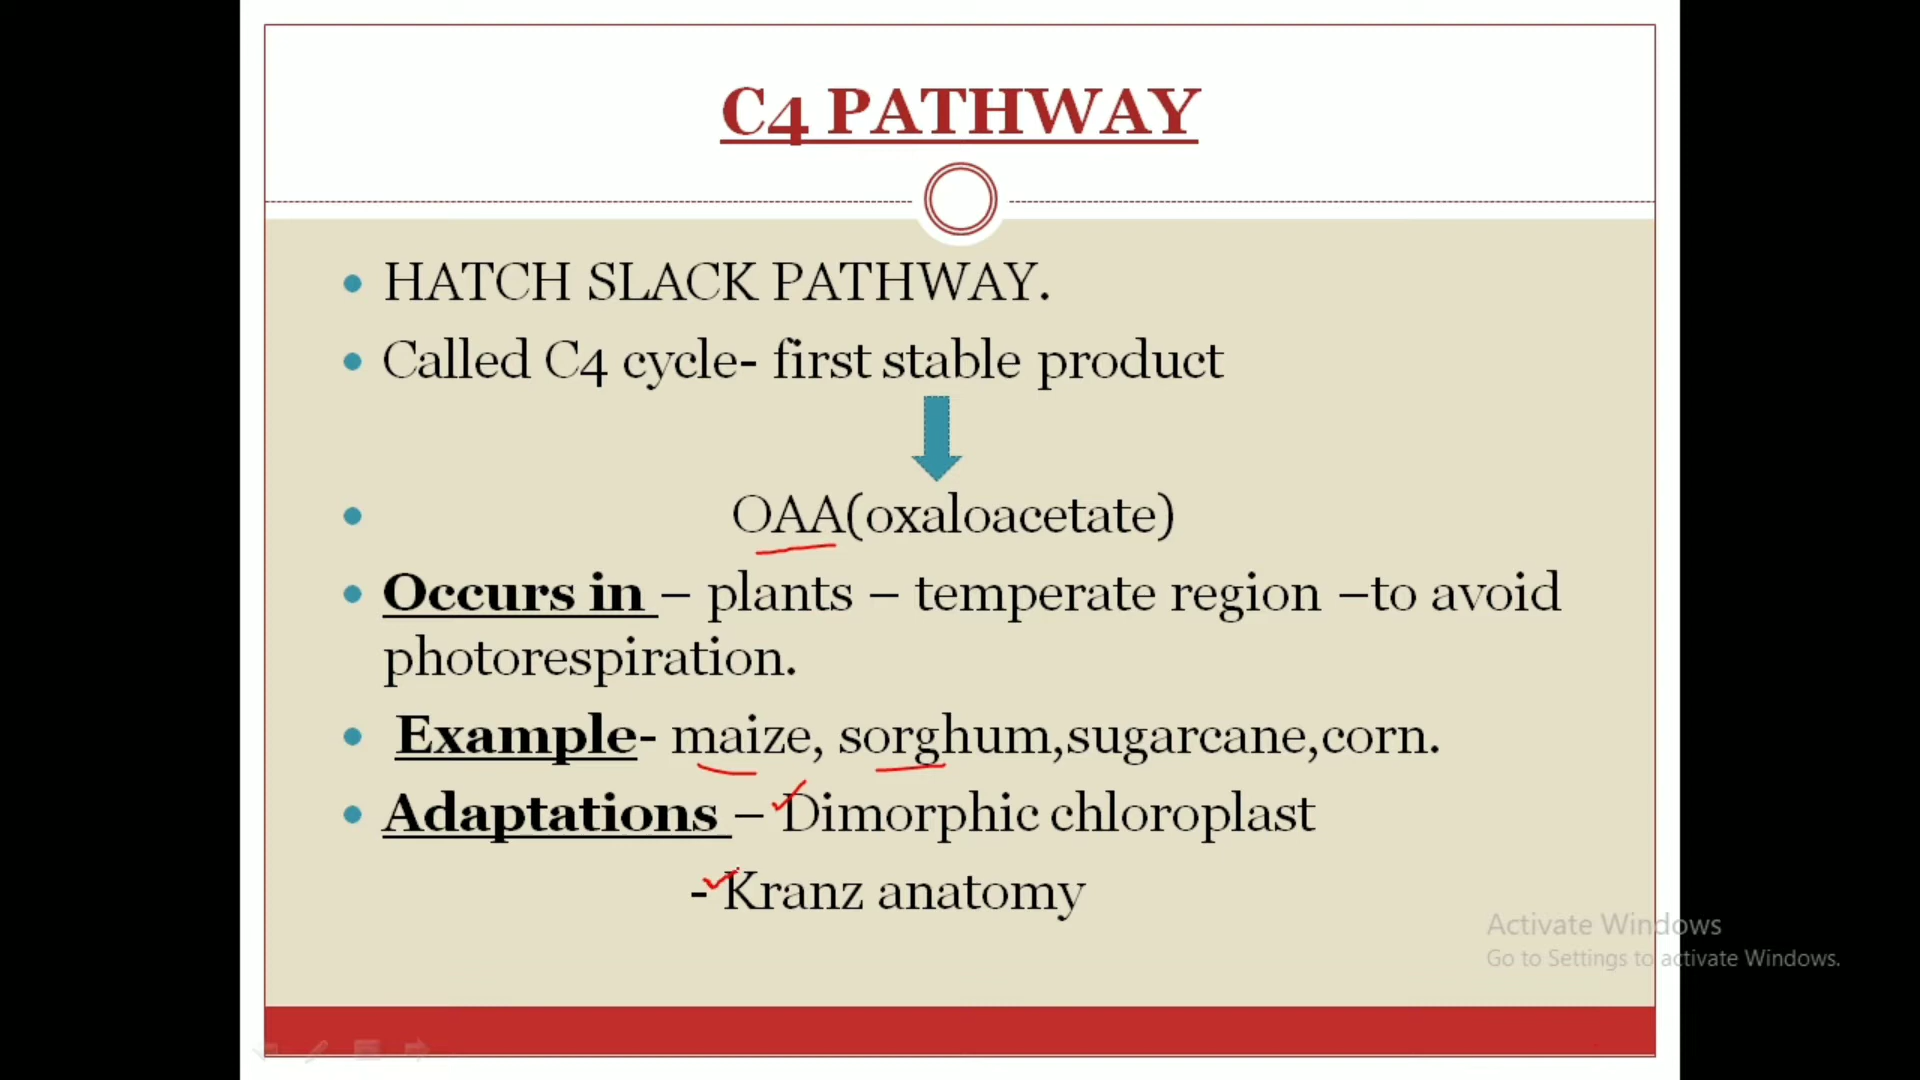 C4 PATHWAY
HATCH SLACK PATHWAY.
Called C4 cycle- first stable product
OAA(oxaloacetate)
Occurs in – plants – temperate region –to avoid
photorespiration.
Example- maize, sorghum,sugarcane,corn.
Adaptations – Dimorphic chloroplast
- Kranz anatomy
Activate Windows
Go to Settings to activate Windows.